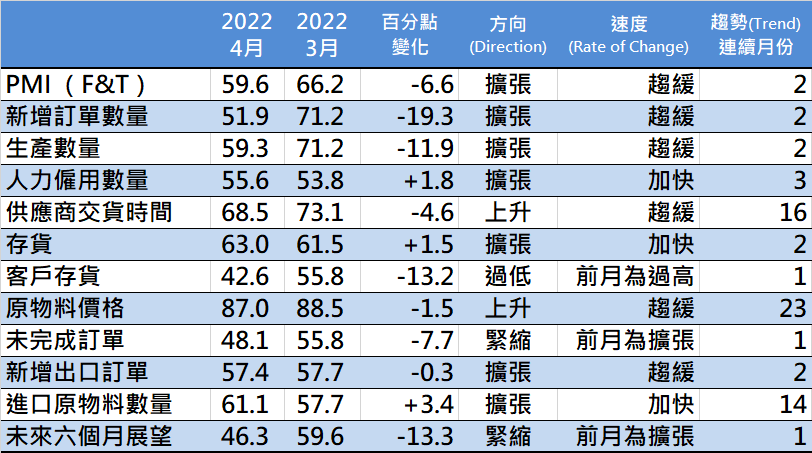 2022 4月 2022 3月 百分點變化 方向(Direction) 速度(Rate of Change) 趨勢(Trend)連續月份
PMI（F&T） 59.6 66.2 -6.6 擴張 趨緩 2
新增訂單數量 51.9 71.2 -19.3 擴張 趨緩 2
生產數量 59.3 71.2 -11.9 擴張 趨緩 2
人力僱用數量 55.6 53.8 +1.8 擴張 加快 3
供應商交貨時間 68.5 73.1 -4.6 上升 趨緩 16
存貨 63.0 61.5 +1.5 擴張 加快 2
客戶存貨 42.6 55.8 -13.2 過低 前月為過高 1
原物料價格 87.0 88.5 -1.5 上升 趨緩 23
未完成訂單 48.1 55.8 -7.7 緊縮 前月為擴張 1
新增出口訂單 57.4 57.7 -0.3 擴張 趨緩 2
進口原物料數量 61.1 57.7 +3.4 擴張 加快 14
未來六個月展望 46.3 59.6 -13.3 緊縮 前月為擴張 1